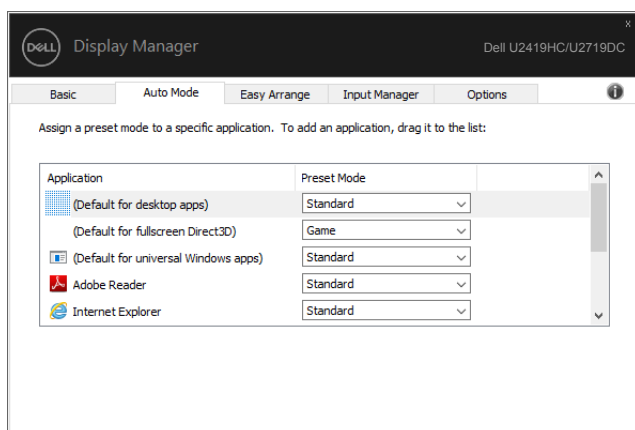 x
DELL Display Manager Dell U2419HC/U2719DC
Basic Auto Mode Easy Arrange Input Manager Options i
Assign a preset mode to a specific application. To add an application, drag it to the list:
Application Preset Mode
(Default for desktop apps) Standard
(Default for fullscreen Direct3D) Game
(Default for universal Windows apps) Standard
Adobe Reader Standard
Internet Explorer Standard